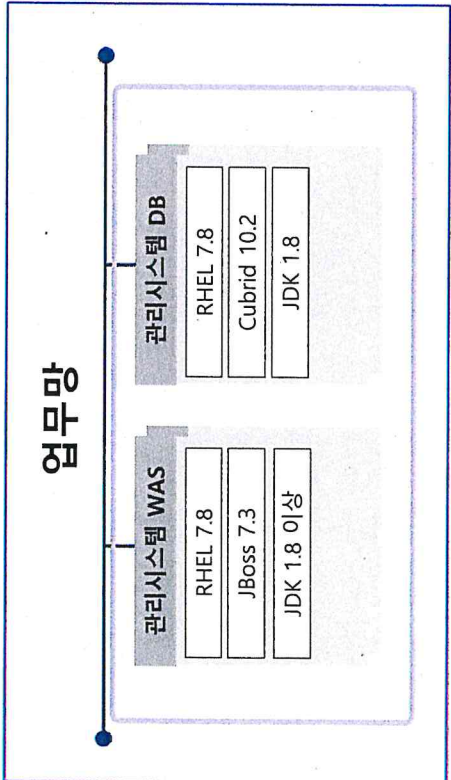 업무망
관리시스템 WAS
RHEL 7.8
JBoss 7.3
JDK 1.8 이상
관리시스템 DB
RHEL 7.8
Cubrid 10.2
JDK 1.8